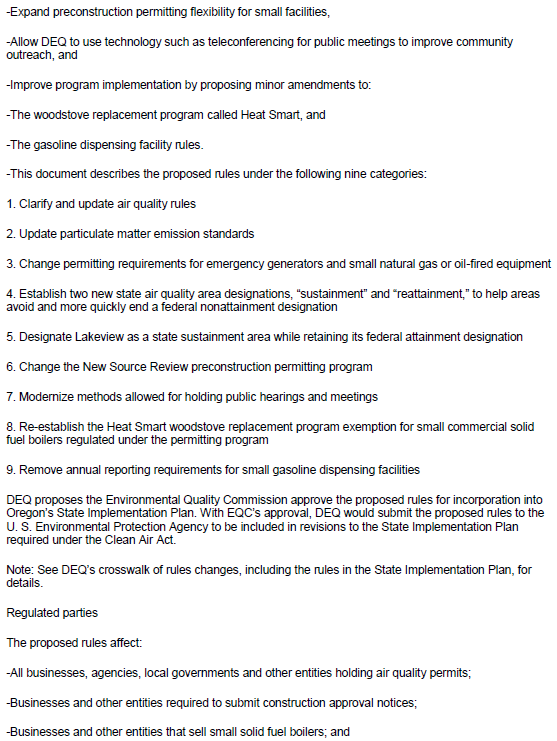 -Expand preconstruction permitting flexibility for small facilities,
-Allow DEQ to use technology such as teleconferencing for public meetings to improve community
outreach, and
-Improve program implementation by proposing minor amendments to:
-The woodstove replacement program called Heat Smart, and
-The gasoline dispensing facility rules.
-This document describes the proposed rules under the following nine categories:
1. Clarify and update air quality rules
2. Update particulate matter emission standards
3. Change permitting requirements for emergency generators and small natural gas or oil-fired equipment
4. Establish two new state air quality area designations, “sustainment” and “reattainment,” to help areas
avoid and more quickly end a federal nonattainment designation
5. Designate Lakeview as a state sustainment area while retaining its federal attainment designation
6. Change the New Source Review preconstruction permitting program
7. Modernize methods allowed for holding public hearings and meetings
8. Re-establish the Heat Smart woodstove replacement program exemption for small commercial solid
fuel boilers regulated under the permitting program
9. Remove annual reporting requirements for small gasoline dispensing facilities
DEQ proposes the Environmental Quality Commission approve the proposed rules for incorporation into
Oregon's State Implementation Plan. With EQC's approval, DEQ would submit the proposed rules to the
U. S. Environmental Protection Agency to be included in revisions to the State Implementation Plan
required under the Clean Air Act.
Note: See DEQ's crosswalk of rules changes, including the rules in the State Implementation Plan, for
details.
Regulated parties
The proposed rules affect:
-All businesses, agencies, local governments and other entities holding air quality permits;
-Businesses and other entities required to submit construction approval notices;
-Businesses and other entities that sell small solid fuel boilers; and